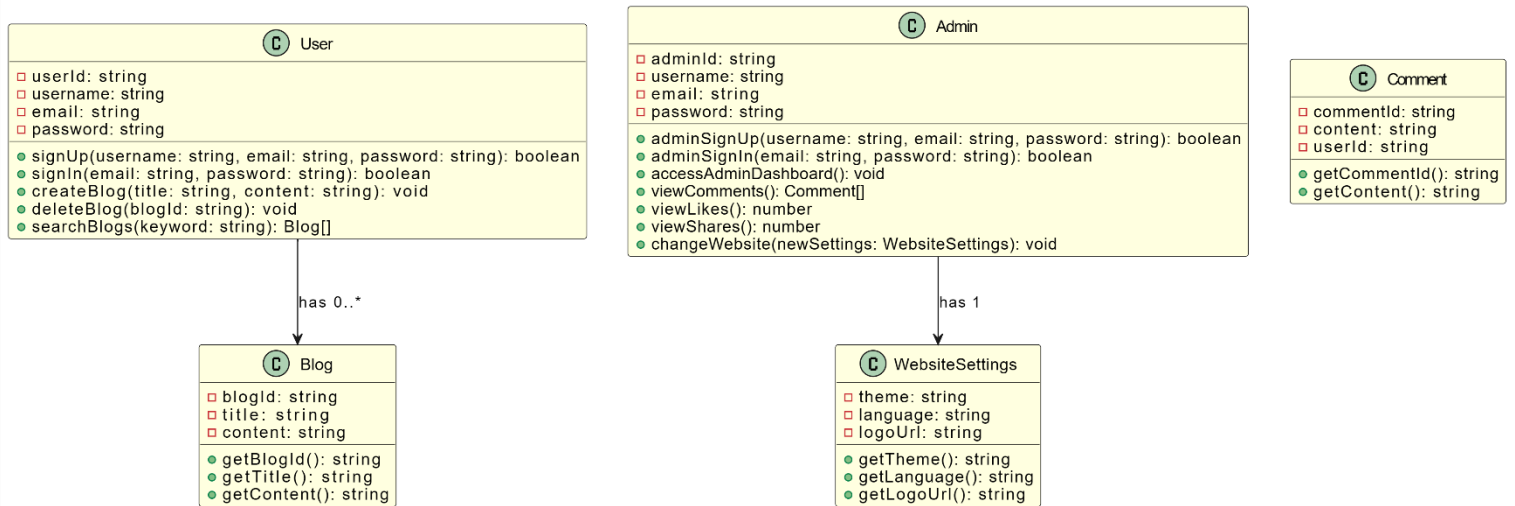 C User
userId: string
username: string
email: string
password: string
signUp(username: string, email: string, password: string): boolean
signIn(email: string, password: string): boolean
createBlog(title: string, content: string): void
deleteBlog(blogId: string): void
searchBlogs(keyword: string): Blog[]
C Admin
adminId: string
username: string
email: string
password: string
adminSignUp(username: string, email: string, password: string): boolean
adminSignIn(email: string, password: string): boolean
accessAdminDashboard(): void
viewComments(): Comment[]
viewLikes(): number
viewShares(): number
changeWebsite(newSettings: WebsiteSettings): void
C Comment
commentId: string
content: string
userId: string
getCommentId(): string
getContent(): string
has 0..*
has 1
C Blog
blogId: string
title: string
content: string
getBlogId(): string
getTitle(): string
getContent(): string
C WebsiteSettings
theme: string
language: string
logoUrl: string
getTheme(): string
getLanguage(): string
getLogoUrl(): string